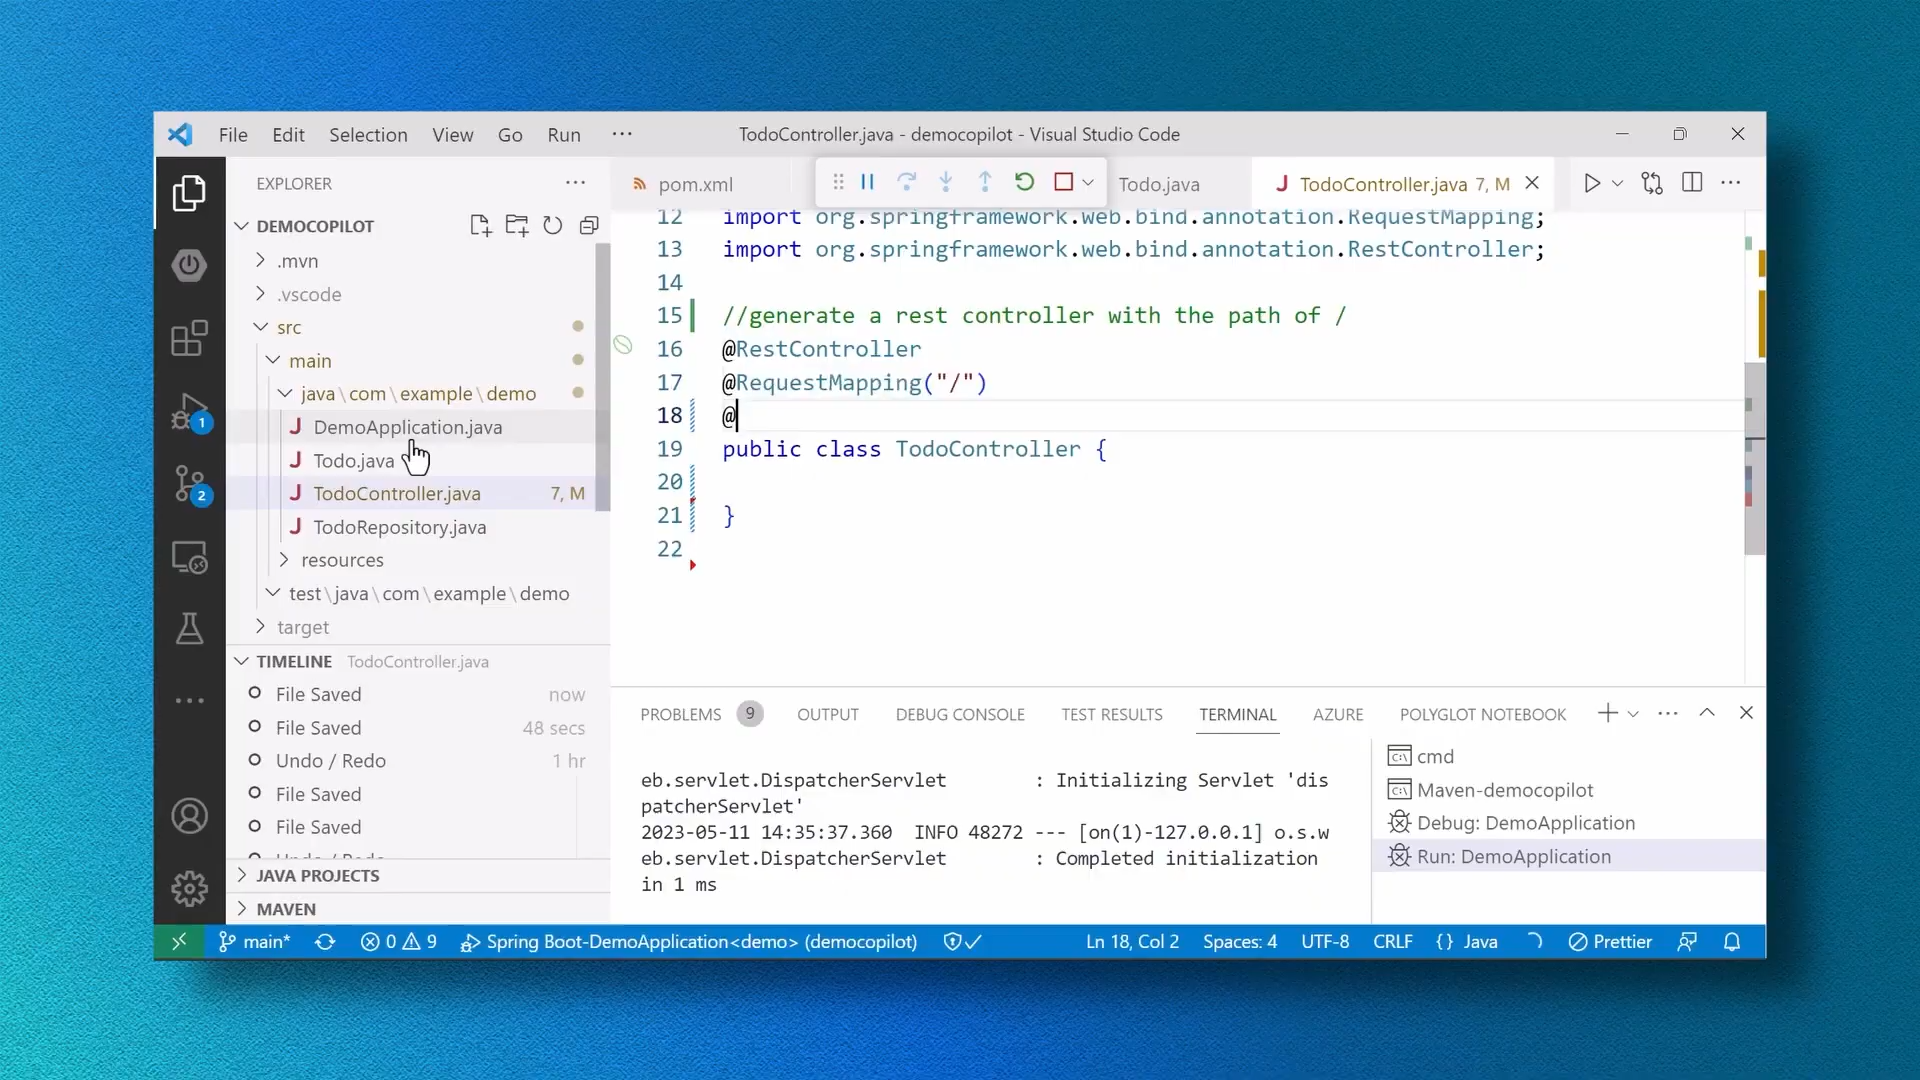 File Edit Selection View Go Run ··· TodoController.java - democopilot - Visual Studio Code
EXPLORER ···
pom.xml Todo.java TodoController.java 7, M
DEMOCOPILOT
.mvn
.vscode
src
main
java\com\example\demo
DemoApplication.java
Todo.java
TodoController.java 7, M
TodoRepository.java
resources
test\java\com\example\demo
target
TIMELINE TodoController.java
File Saved now
File Saved 48 secs
Undo / Redo 1 hr
File Saved
File Saved
Undo / Redo
JAVA PROJECTS
MAVEN
1
2
12 import org.springframework.web.bind.annotation.RequestMapping;
13 import org.springframework.web.bind.annotation.RestController;
14
15 //generate a rest controller with the path of /
16 @RestController
17 @RequestMapping("/")
18 @
19 public class TodoController {
20
21 }
22
PROBLEMS 9 OUTPUT DEBUG CONSOLE TEST RESULTS TERMINAL AZURE POLYGLOT NOTEBOOK
eb.servlet.DispatcherServlet : Initializing Servlet 'dis
patcherServlet'
2023-05-11 14:35:37.360 INFO 48272 --- [on(1)-127.0.0.1] o.s.w
eb.servlet.DispatcherServlet : Completed initialization
in 1 ms
cmd
Maven-democopilot
Debug: DemoApplication
Run: DemoApplication
main* 0 9 Spring Boot-DemoApplication<demo> (democopilot) Ln 18, Col 2 Spaces: 4 UTF-8 CRLF {} Java Prettier